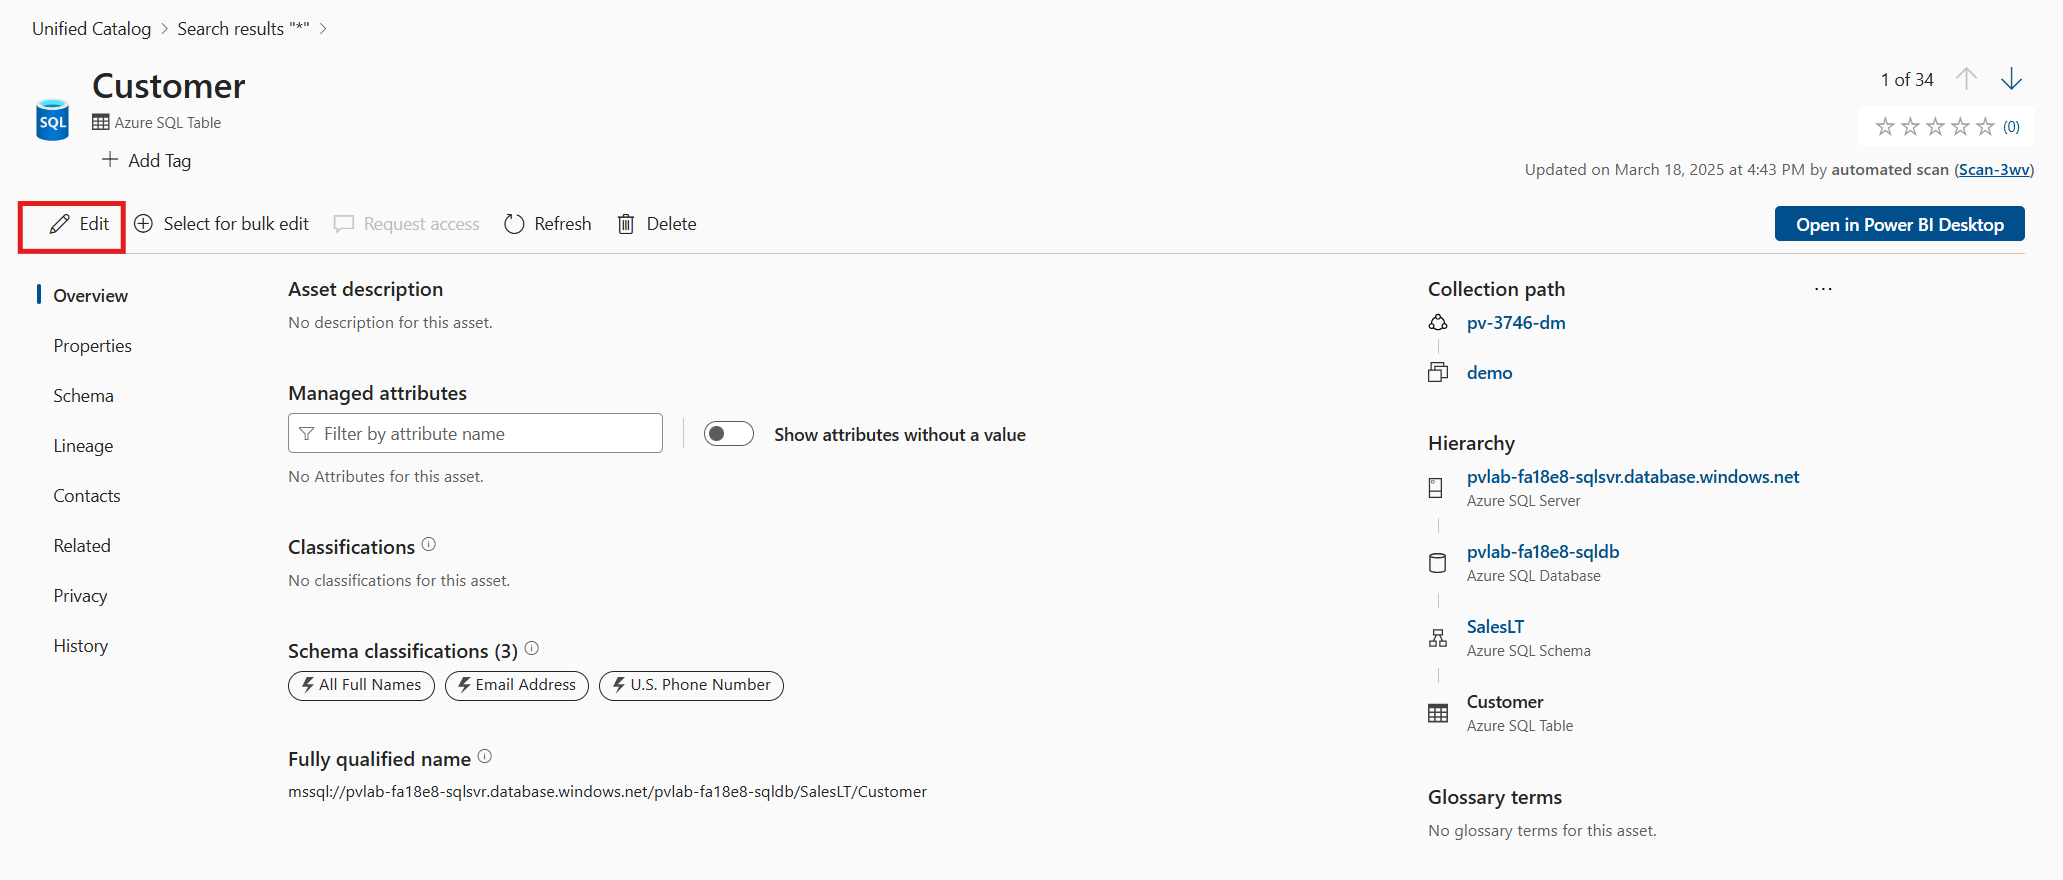 Unified Catalog > Search results "*" >
Customer
SQL
Azure SQL Table
+ Add Tag
1 of 34
(0)
Updated on March 18, 2025 at 4:43 PM by automated scan (Scan-3wv)
Edit
Select for bulk edit
Request access
Refresh
Delete
Open in Power BI Desktop
Overview
Properties
Schema
Lineage
Contacts
Related
Privacy
History
Asset description
No description for this asset.
Managed attributes
Filter by attribute name
Show attributes without a value
No Attributes for this asset.
Classifications
No classifications for this asset.
Schema classifications (3)
All Full Names
Email Address
U.S. Phone Number
Fully qualified name
mssql://pvlab-fa18e8-sqlsvr.database.windows.net/pvlab-fa18e8-sqldb/SalesLT/Customer
Collection path
...
pv-3746-dm
demo
Hierarchy
pvlab-fa18e8-sqlsvr.database.windows.net
Azure SQL Server
pvlab-fa18e8-sqldb
Azure SQL Database
SalesLT
Azure SQL Schema
Customer
Azure SQL Table
Glossary terms
No glossary terms for this asset.